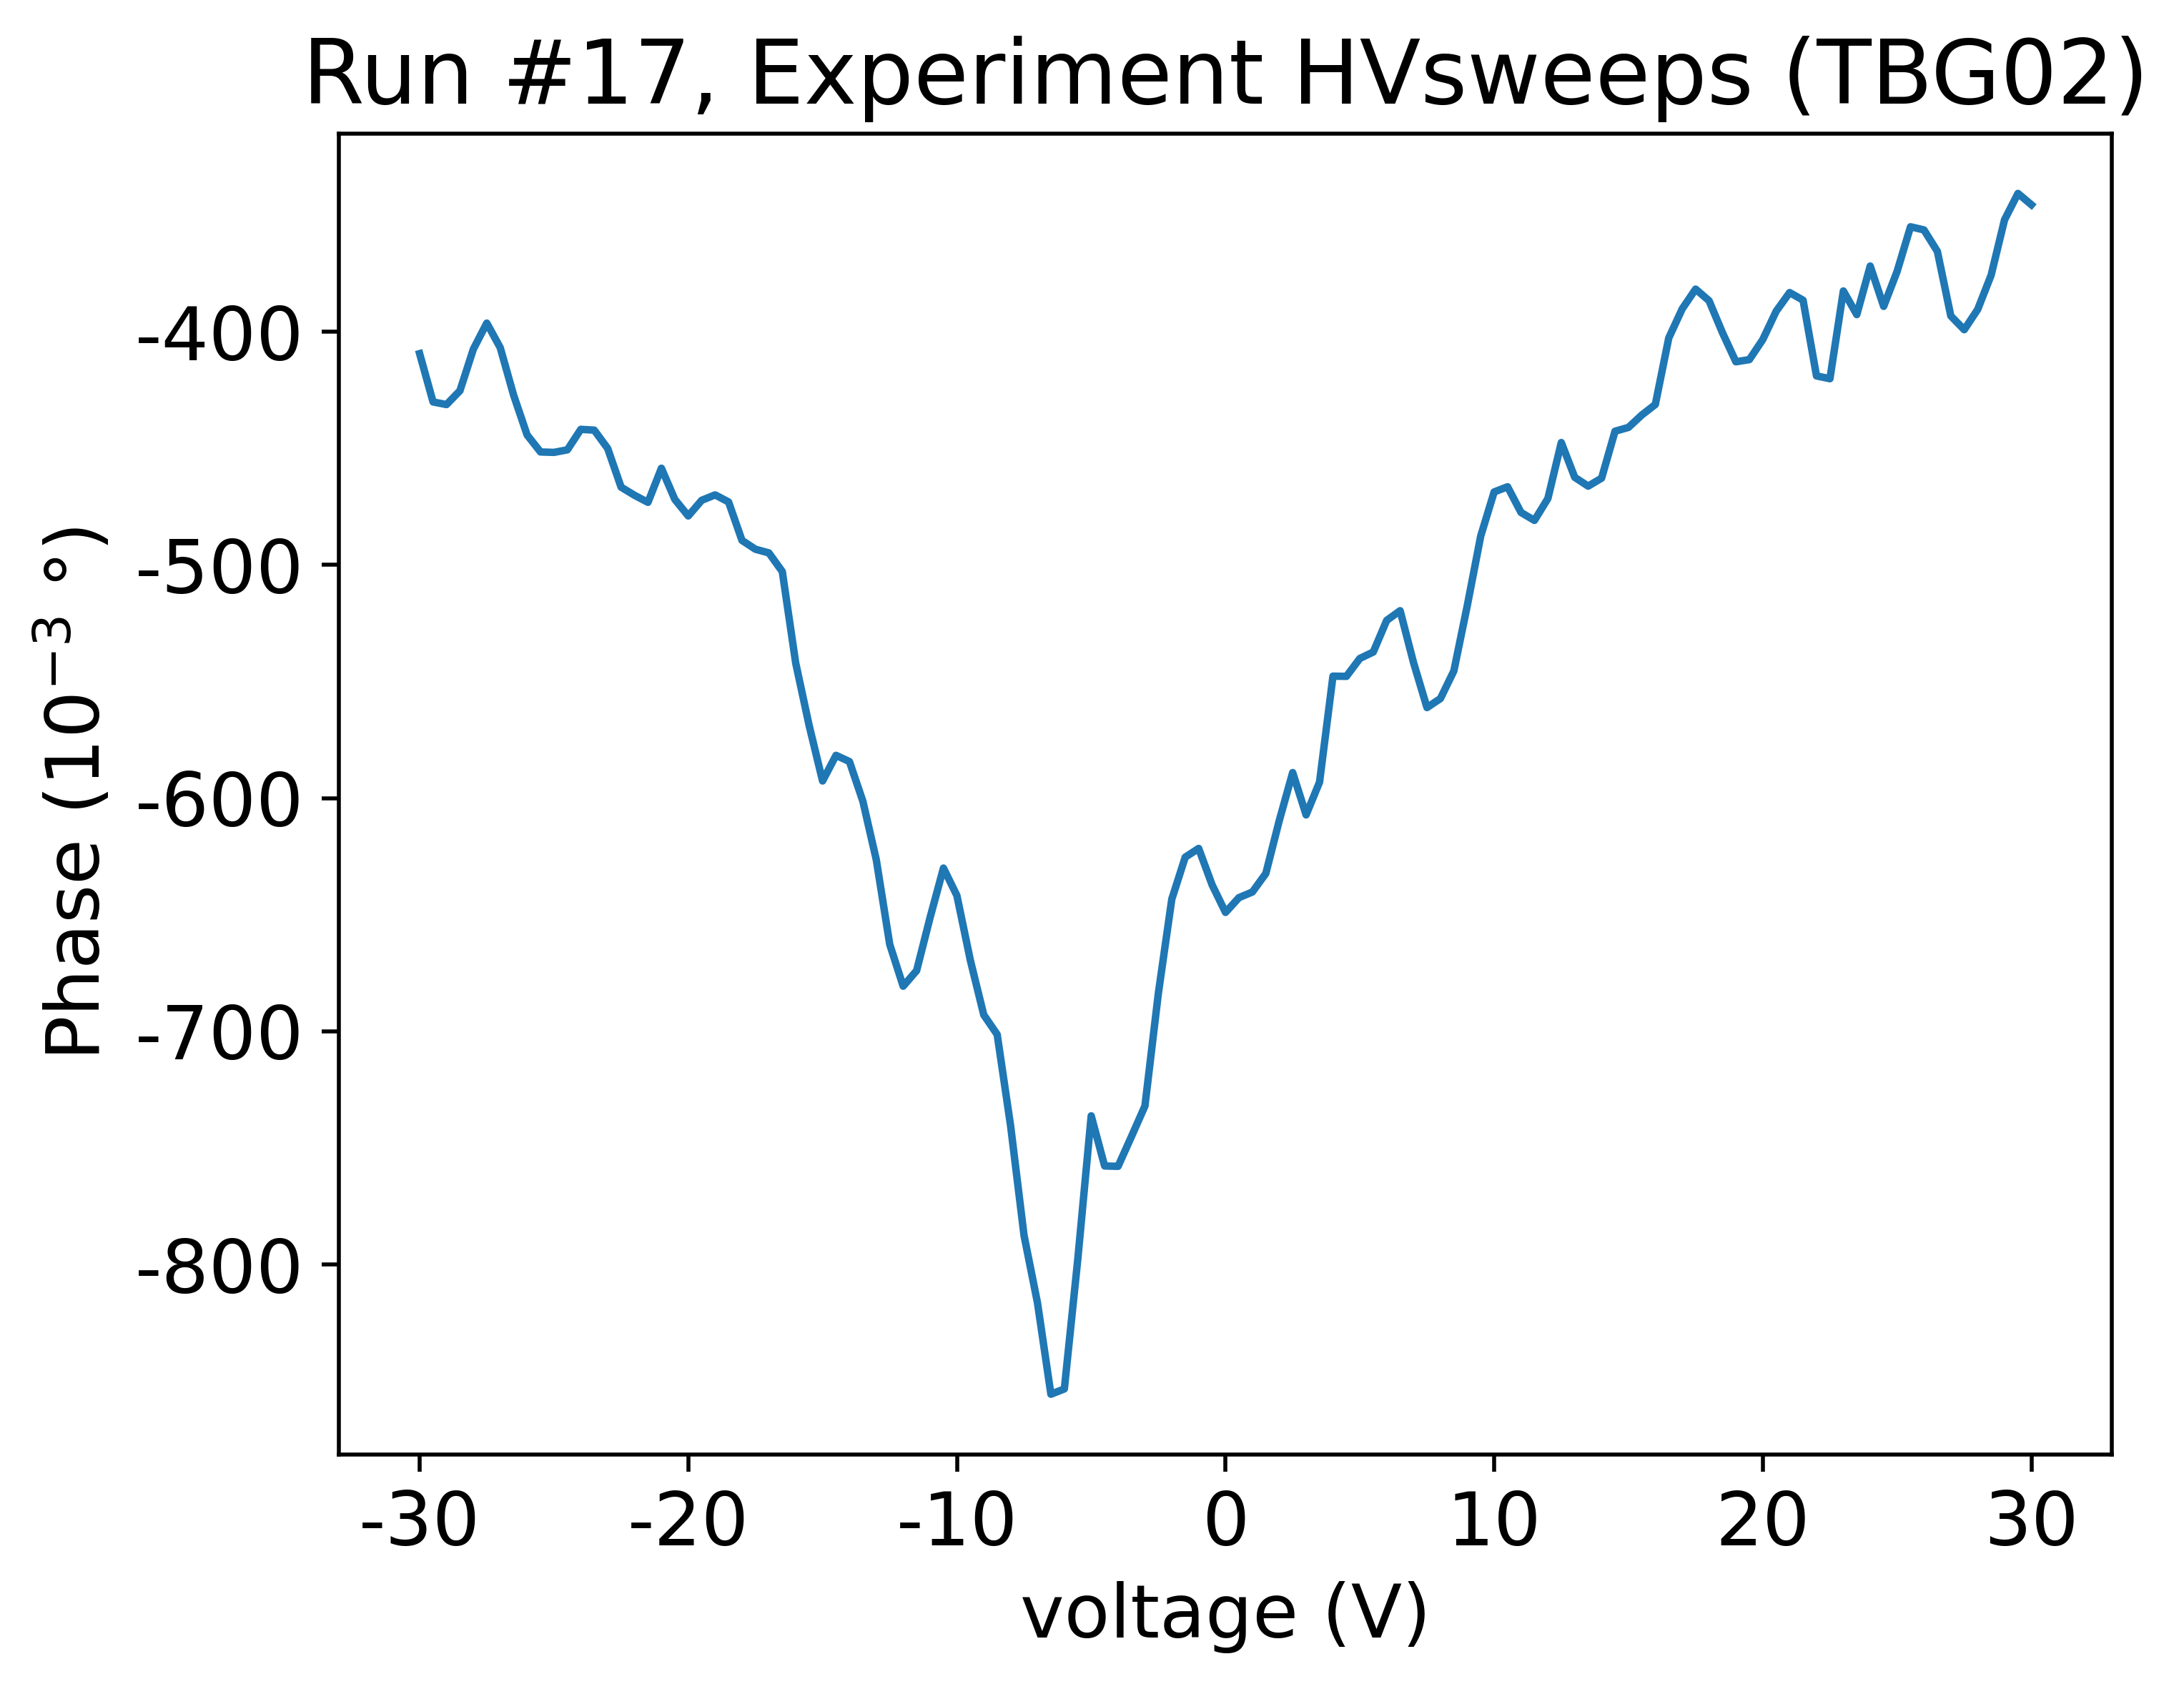 Run #17, Experiment HVsweeps (TBG02)
Phase (10⁻³ °)
-400
-500
-600
-700
-800
-30 -20 -10 0 10 20 30
voltage (V)